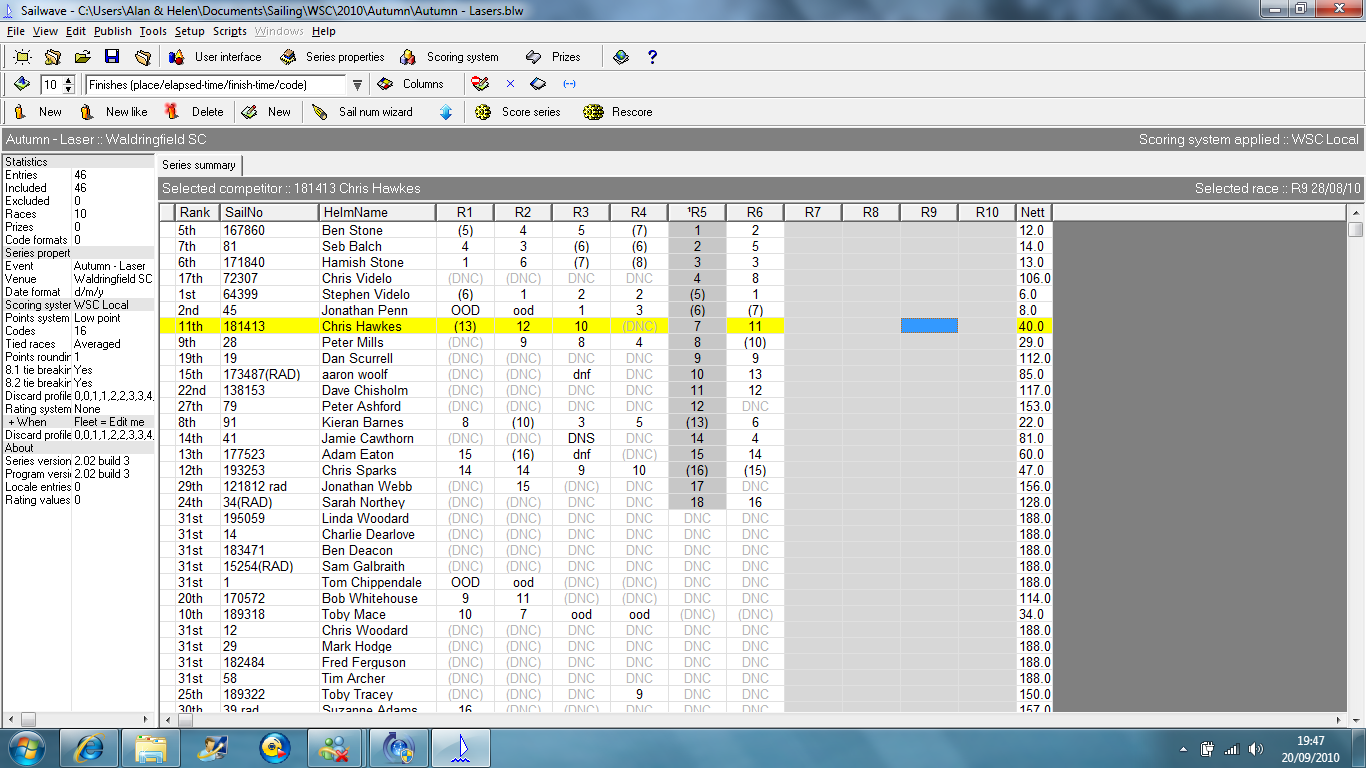 Sailwave - C:\Users\Alan & Helen\Documents\Sailing\WSC\2010\Autumn\Autumn - Lasers.blw
File View Edit Publish Tools Setup Scripts Windows Help
User interface Series properties Scoring system Prizes
10 Finishes (place/elapsed-time/finish-time/code) Columns
New New like Delete New Sail num wizard Score series Rescore
Autumn - Laser :: Waldringfield SC Scoring system applied :: WSC Local
Statistics
Entries 46
Included 46
Excluded 0
Races 10
Prizes 0
Code formats 0
Series propert
Event Autumn - Laser
Venue Waldringfield SC
Date format d/m/y
Scoring syster WSC Local
Points system Low point
Codes 16
Tied races Averaged
Points roundir 1
8.1 tie breakir Yes
8.2 tie breakir Yes
Discard profile 0,0,1,1,2,2,3,3,4,
Rating system None
+ When Fleet = Edit me
Discard profile 0,0,1,1,2,2,3,3,4,
About
Series version 2.02 build 3
Program versi 2.02 build 3
Locale entries 0
Rating values 0
Series summary
Selected competitor :: 181413 Chris Hawkes Selected race :: R9 28/08/10
Rank SailNo HelmName R1 R2 R3 R4 ¹R5 R6 R7 R8 R9 R10 Nett
5th 167860 Ben Stone (5) 4 5 (7) 1 2 12.0
7th 81 Seb Balch 4 3 (6) (6) 2 5 14.0
6th 171840 Hamish Stone 1 6 (7) (8) 3 3 13.0
17th 72307 Chris Videlo (DNC) (DNC) DNC DNC 4 8 106.0
1st 64399 Stephen Videlo (6) 1 2 2 (5) 1 6.0
2nd 45 Jonathan Penn OOD ood 1 3 (6) (7) 8.0
11th 181413 Chris Hawkes (13) 12 10 (DNC) 7 11 40.0
9th 28 Peter Mills (DNC) 9 8 4 8 (10) 29.0
19th 19 Dan Scurrell (DNC) (DNC) DNC DNC 9 9 112.0
15th 173487(RAD) aaron woolf (DNC) (DNC) dnf DNC 10 13 85.0
22nd 138153 Dave Chisholm (DNC) (DNC) DNC DNC 11 12 117.0
27th 79 Peter Ashford (DNC) (DNC) DNC DNC 12 DNC 153.0
8th 91 Kieran Barnes 8 (10) 3 5 (13) 6 22.0
14th 41 Jamie Cawthorn (DNC) (DNC) DNS DNC 14 4 81.0
13th 177523 Adam Eaton 15 (16) dnf (DNC) 15 14 60.0
12th 193253 Chris Sparks 14 14 9 10 (16) (15) 47.0
29th 121812 rad Jonathan Webb (DNC) 15 (DNC) DNC 17 DNC 156.0
24th 34(RAD) Sarah Northey (DNC) (DNC) DNC DNC 18 16 128.0
31st 195059 Linda Woodard (DNC) (DNC) DNC DNC DNC DNC 188.0
31st 14 Charlie Dearlove (DNC) (DNC) DNC DNC DNC DNC 188.0
31st 183471 Ben Deacon (DNC) (DNC) DNC DNC DNC DNC 188.0
31st 15254(RAD) Sam Galbraith (DNC) (DNC) DNC DNC DNC DNC 188.0
31st 1 Tom Chippendale OOD ood (DNC) (DNC) DNC DNC 188.0
20th 170572 Bob Whitehouse 9 11 (DNC) (DNC) DNC DNC 114.0
10th 189318 Toby Mace 10 7 ood ood (DNC) (DNC) 34.0
31st 12 Chris Woodard (DNC) (DNC) DNC DNC DNC DNC 188.0
31st 29 Mark Hodge (DNC) (DNC) DNC DNC DNC DNC 188.0
31st 182484 Fred Ferguson (DNC) (DNC) DNC DNC DNC DNC 188.0
31st 58 Tim Archer (DNC) (DNC) DNC DNC DNC DNC 188.0
25th 189322 Toby Tracey (DNC) (DNC) DNC 9 DNC DNC 150.0
30th 39 rad Suzanne Adams 16 (DNC) (DNC) DNC DNC DNC 157.0
19:47
20/09/2010